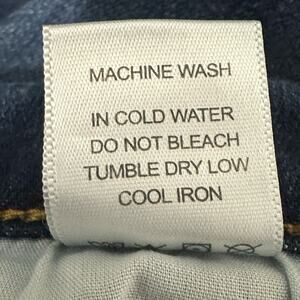 MACHINE WASH
IN COLD WATER
DO NOT BLEACH
TUMBLE DRY LOW
COOL IRON